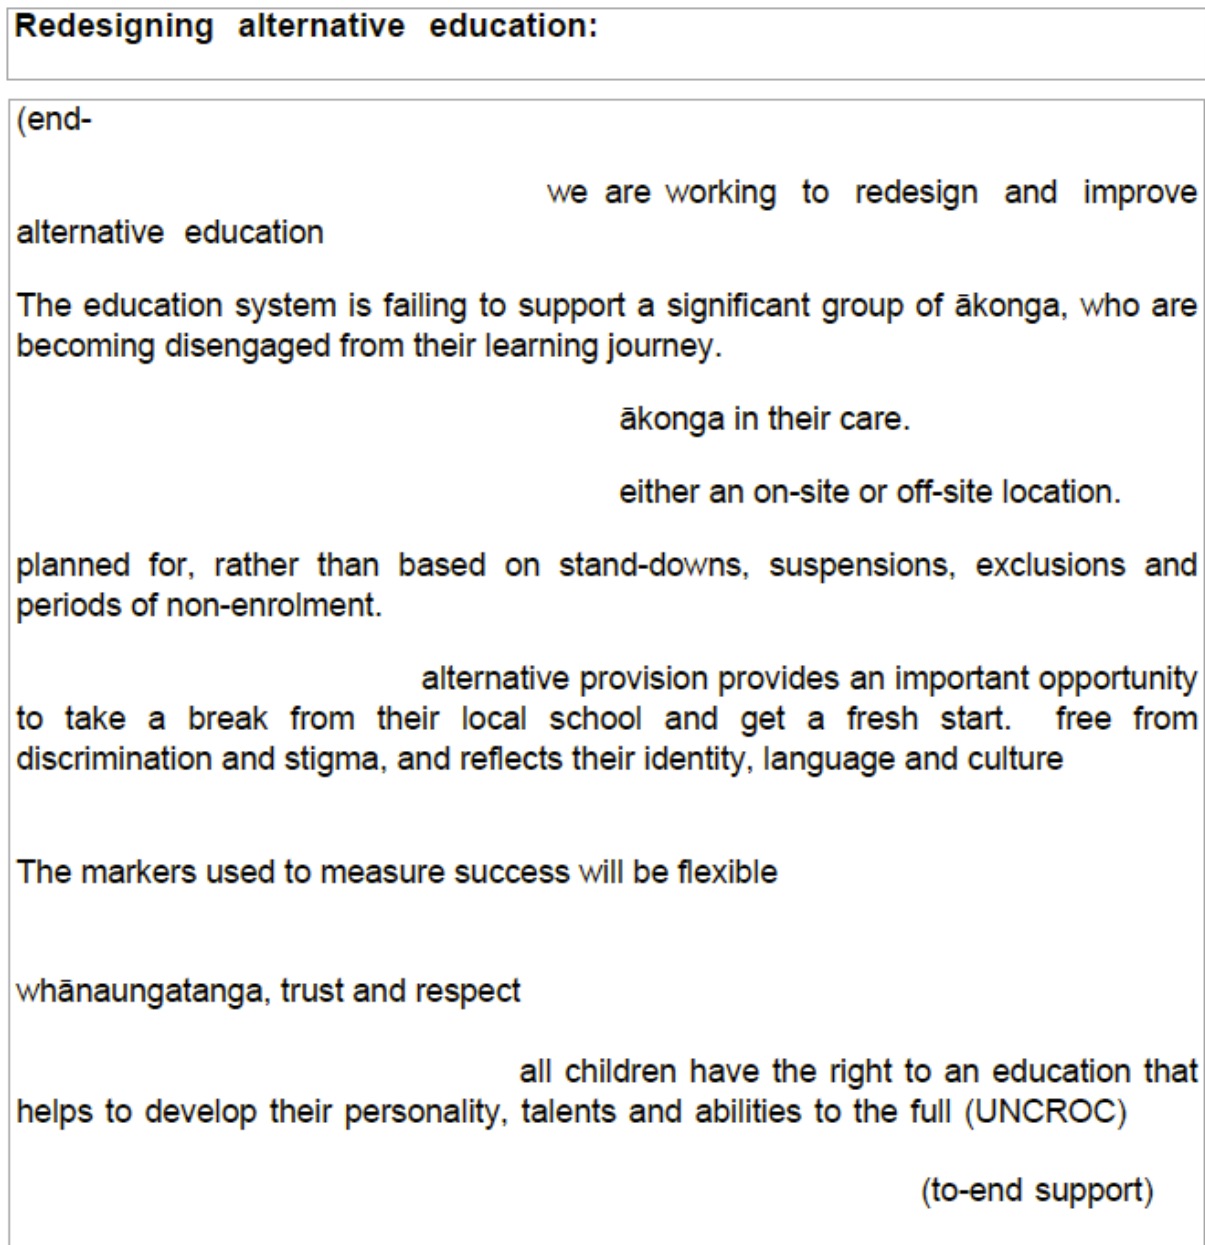 Redesigning alternative education:
(end-
we are working to redesign and improve
alternative education
The education system is failing to support a significant group of ākonga, who are
becoming disengaged from their learning journey.
ākonga in their care.
either an on-site or off-site location.
planned for, rather than based on stand-downs, suspensions, exclusions and
periods of non-enrolment.
alternative provision provides an important opportunity
to take a break from their local school and get a fresh start. free from
discrimination and stigma, and reflects their identity, language and culture
The markers used to measure success will be flexible
whānaungatanga, trust and respect
all children have the right to an education that
helps to develop their personality, talents and abilities to the full (UNCROC)
(to-end support)